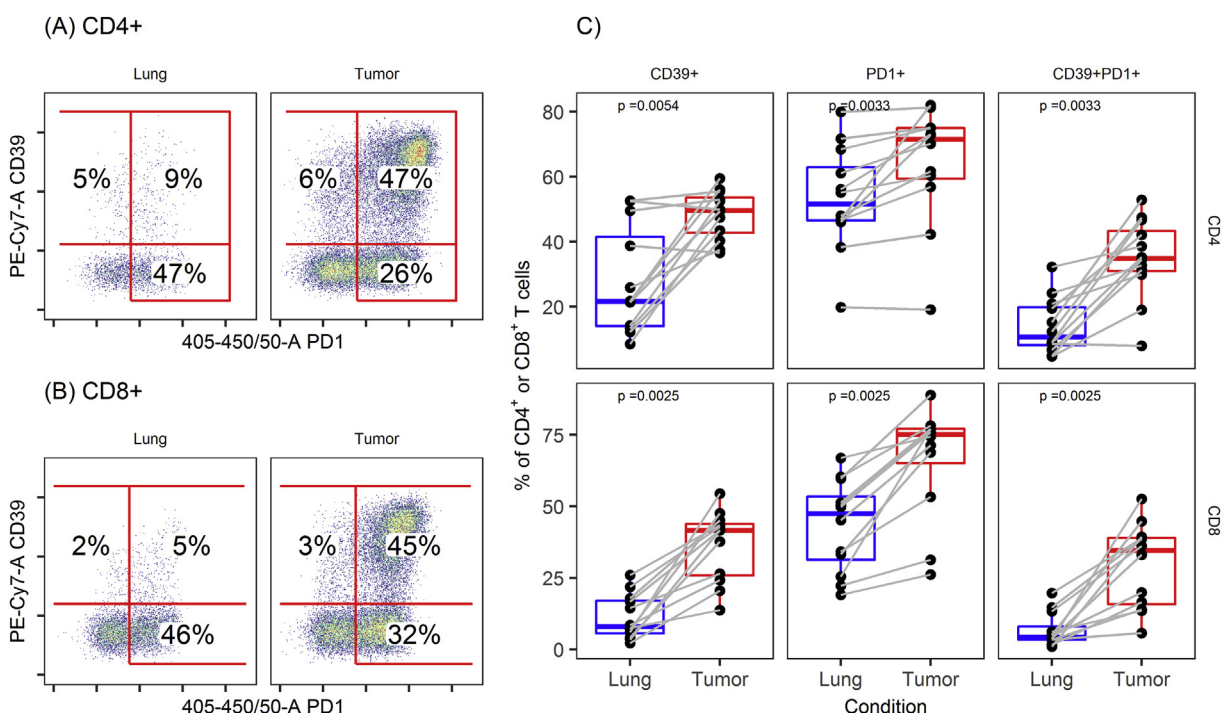 (A) CD4+
Lung
Tumor
PE-Cy7-A CD39
5%
9%
47%
6%
47%
26%
405-450/50-A PD1
(B) CD8+
Lung
Tumor
PE-Cy7-A CD39
2%
5%
46%
3%
45%
32%
405-450/50-A PD1
C)
CD39+
PD1+
CD39+PD1+
% of CD4+ or CD8+ T cells
80
60
40
20
p =0.0054
p =0.0033
p =0.0033
CD4
75
50
25
0
p =0.0025
p =0.0025
p =0.0025
CD8
Lung
Tumor
Lung
Tumor
Lung
Tumor
Condition